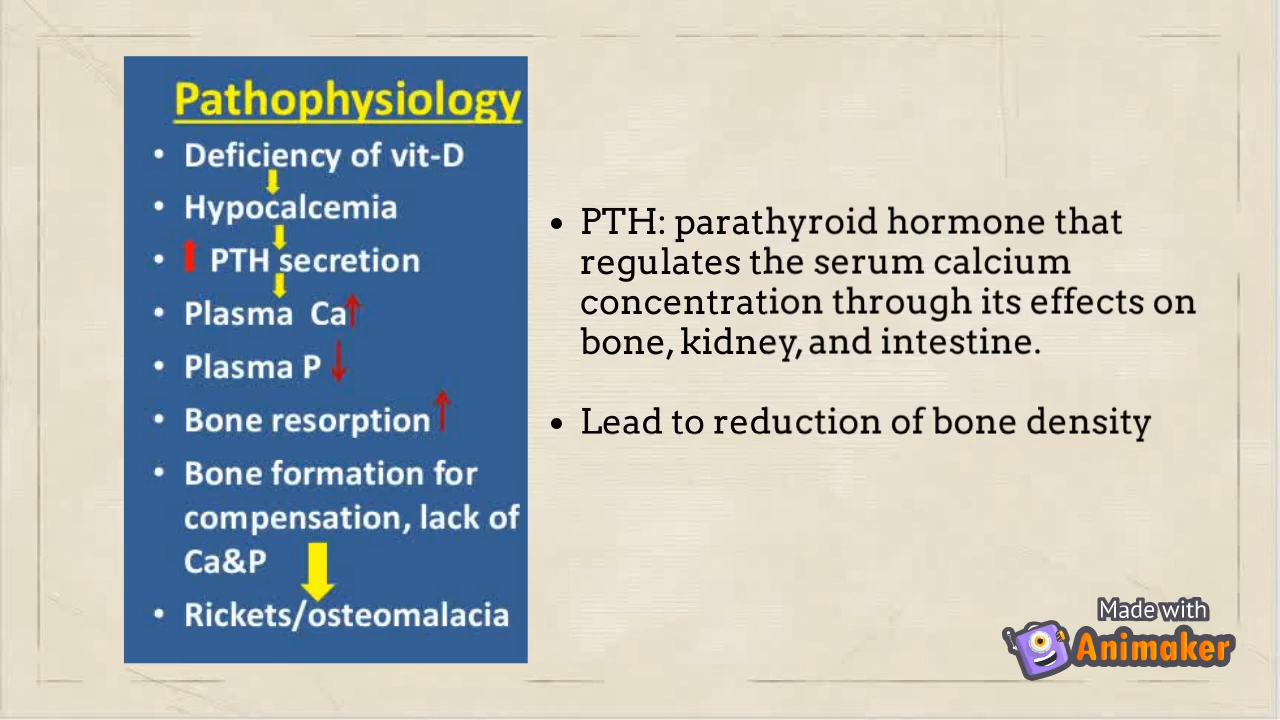 Pathophysiology
• Deficiency of vit-D
• Hypocalcemia
• PTH secretion
• Plasma Ca
• Plasma P
• Bone resorption
• Bone formation for
compensation, lack of
Ca&P
• Rickets/osteomalacia
• PTH: parathyroid hormone that
regulates the serum calcium
concentration through its effects on
bone, kidney, and intestine.
• Lead to reduction of bone density
Made with
Animaker